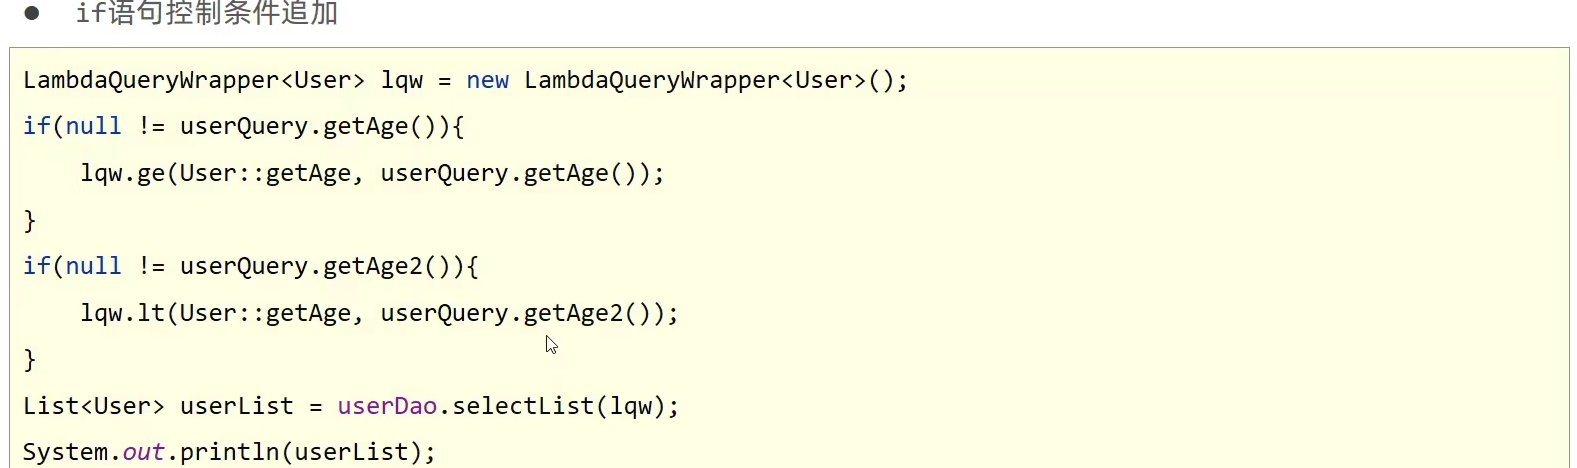 ● if语句控制条件追加
LambdaQueryWrapper<User> lqw = new LambdaQueryWrapper<User>();
if(null != userQuery.getAge()){
    lqw.ge(User::getAge, userQuery.getAge());
}
if(null != userQuery.getAge2()){
    lqw.lt(User::getAge, userQuery.getAge2());
}
List<User> userList = userDao.selectList(lqw);
System.out.println(userList);